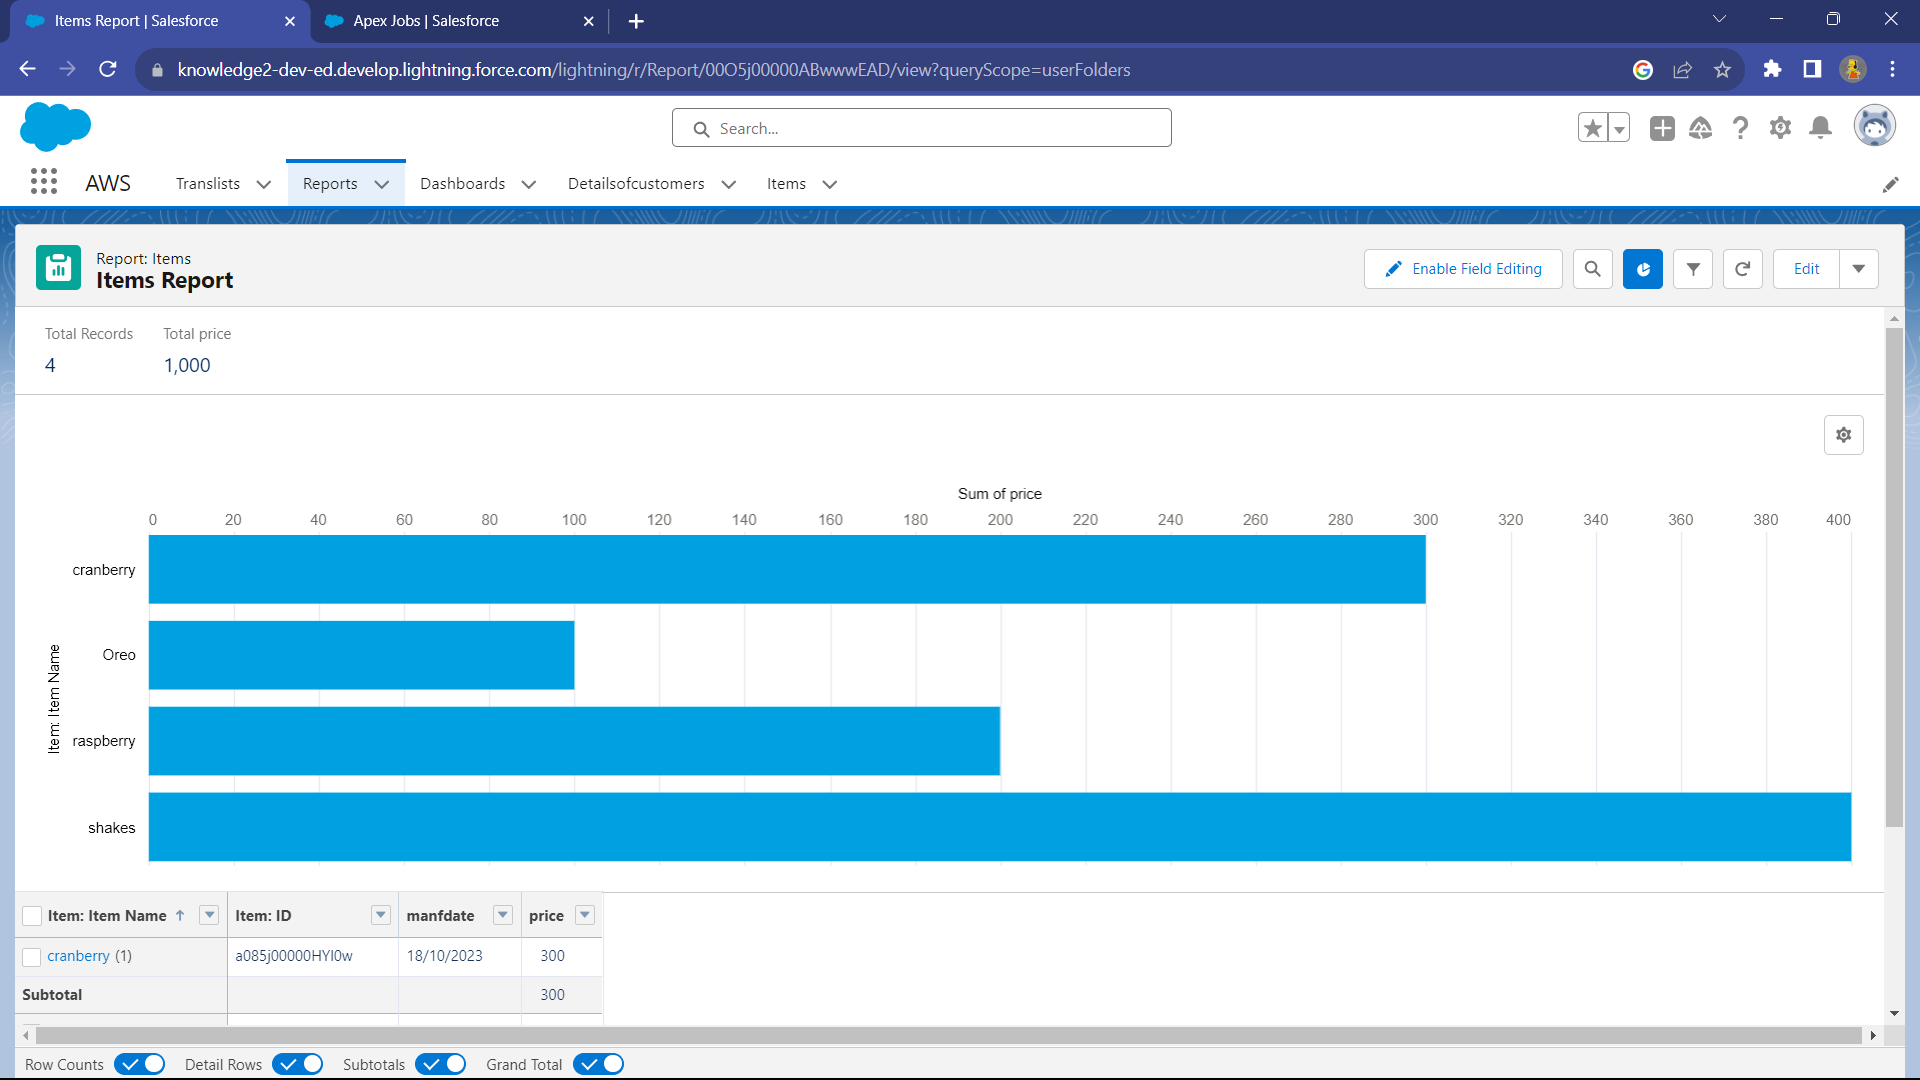 Items Report | Salesforce
Apex Jobs | Salesforce
knowledge2-dev-ed.develop.lightning.force.com/lightning/r/Report/00O5j00000ABwwwEAD/view?queryScope=userFolders
Search...
AWS
Translists
Reports
Dashboards
Detailsofcustomers
Items
Report: Items
Items Report
Enable Field Editing
Edit
Total Records
Total price
4
1,000
Sum of price
0 20 40 60 80 100 120 140 160 180 200 220 240 260 280 300 320 340 360 380 400
Item: Item Name
cranberry
Oreo
raspberry
shakes
Item: Item Name ↑
Item: ID
manfdate
price
cranberry (1)
a085j00000HYI0w
18/10/2023
300
Subtotal
300
Row Counts
Detail Rows
Subtotals
Grand Total